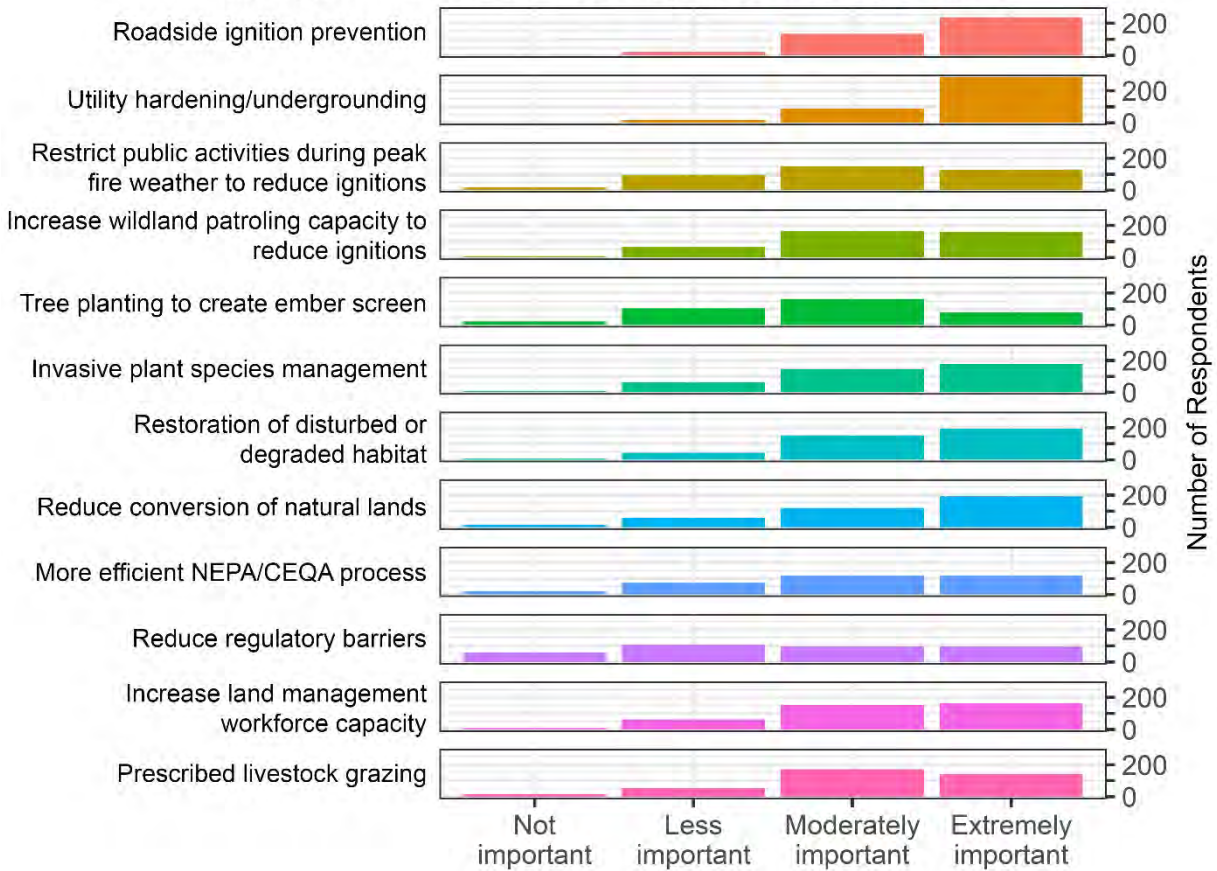 Roadside ignition prevention
200
0
Utility hardening/undergrounding
200
0
Restrict public activities during peak
fire weather to reduce ignitions
200
0
Increase wildland patroling capacity to
reduce ignitions
200
0
Tree planting to create ember screen
200
0
Invasive plant species management
200
0
Restoration of disturbed or
degraded habitat
200
0
Reduce conversion of natural lands
200
0
More efficient NEPA/CEQA process
200
0
Reduce regulatory barriers
200
0
Increase land management
workforce capacity
200
0
Prescribed livestock grazing
200
0
Number of Respondents
Not
important
Less
important
Moderately
important
Extremely
important